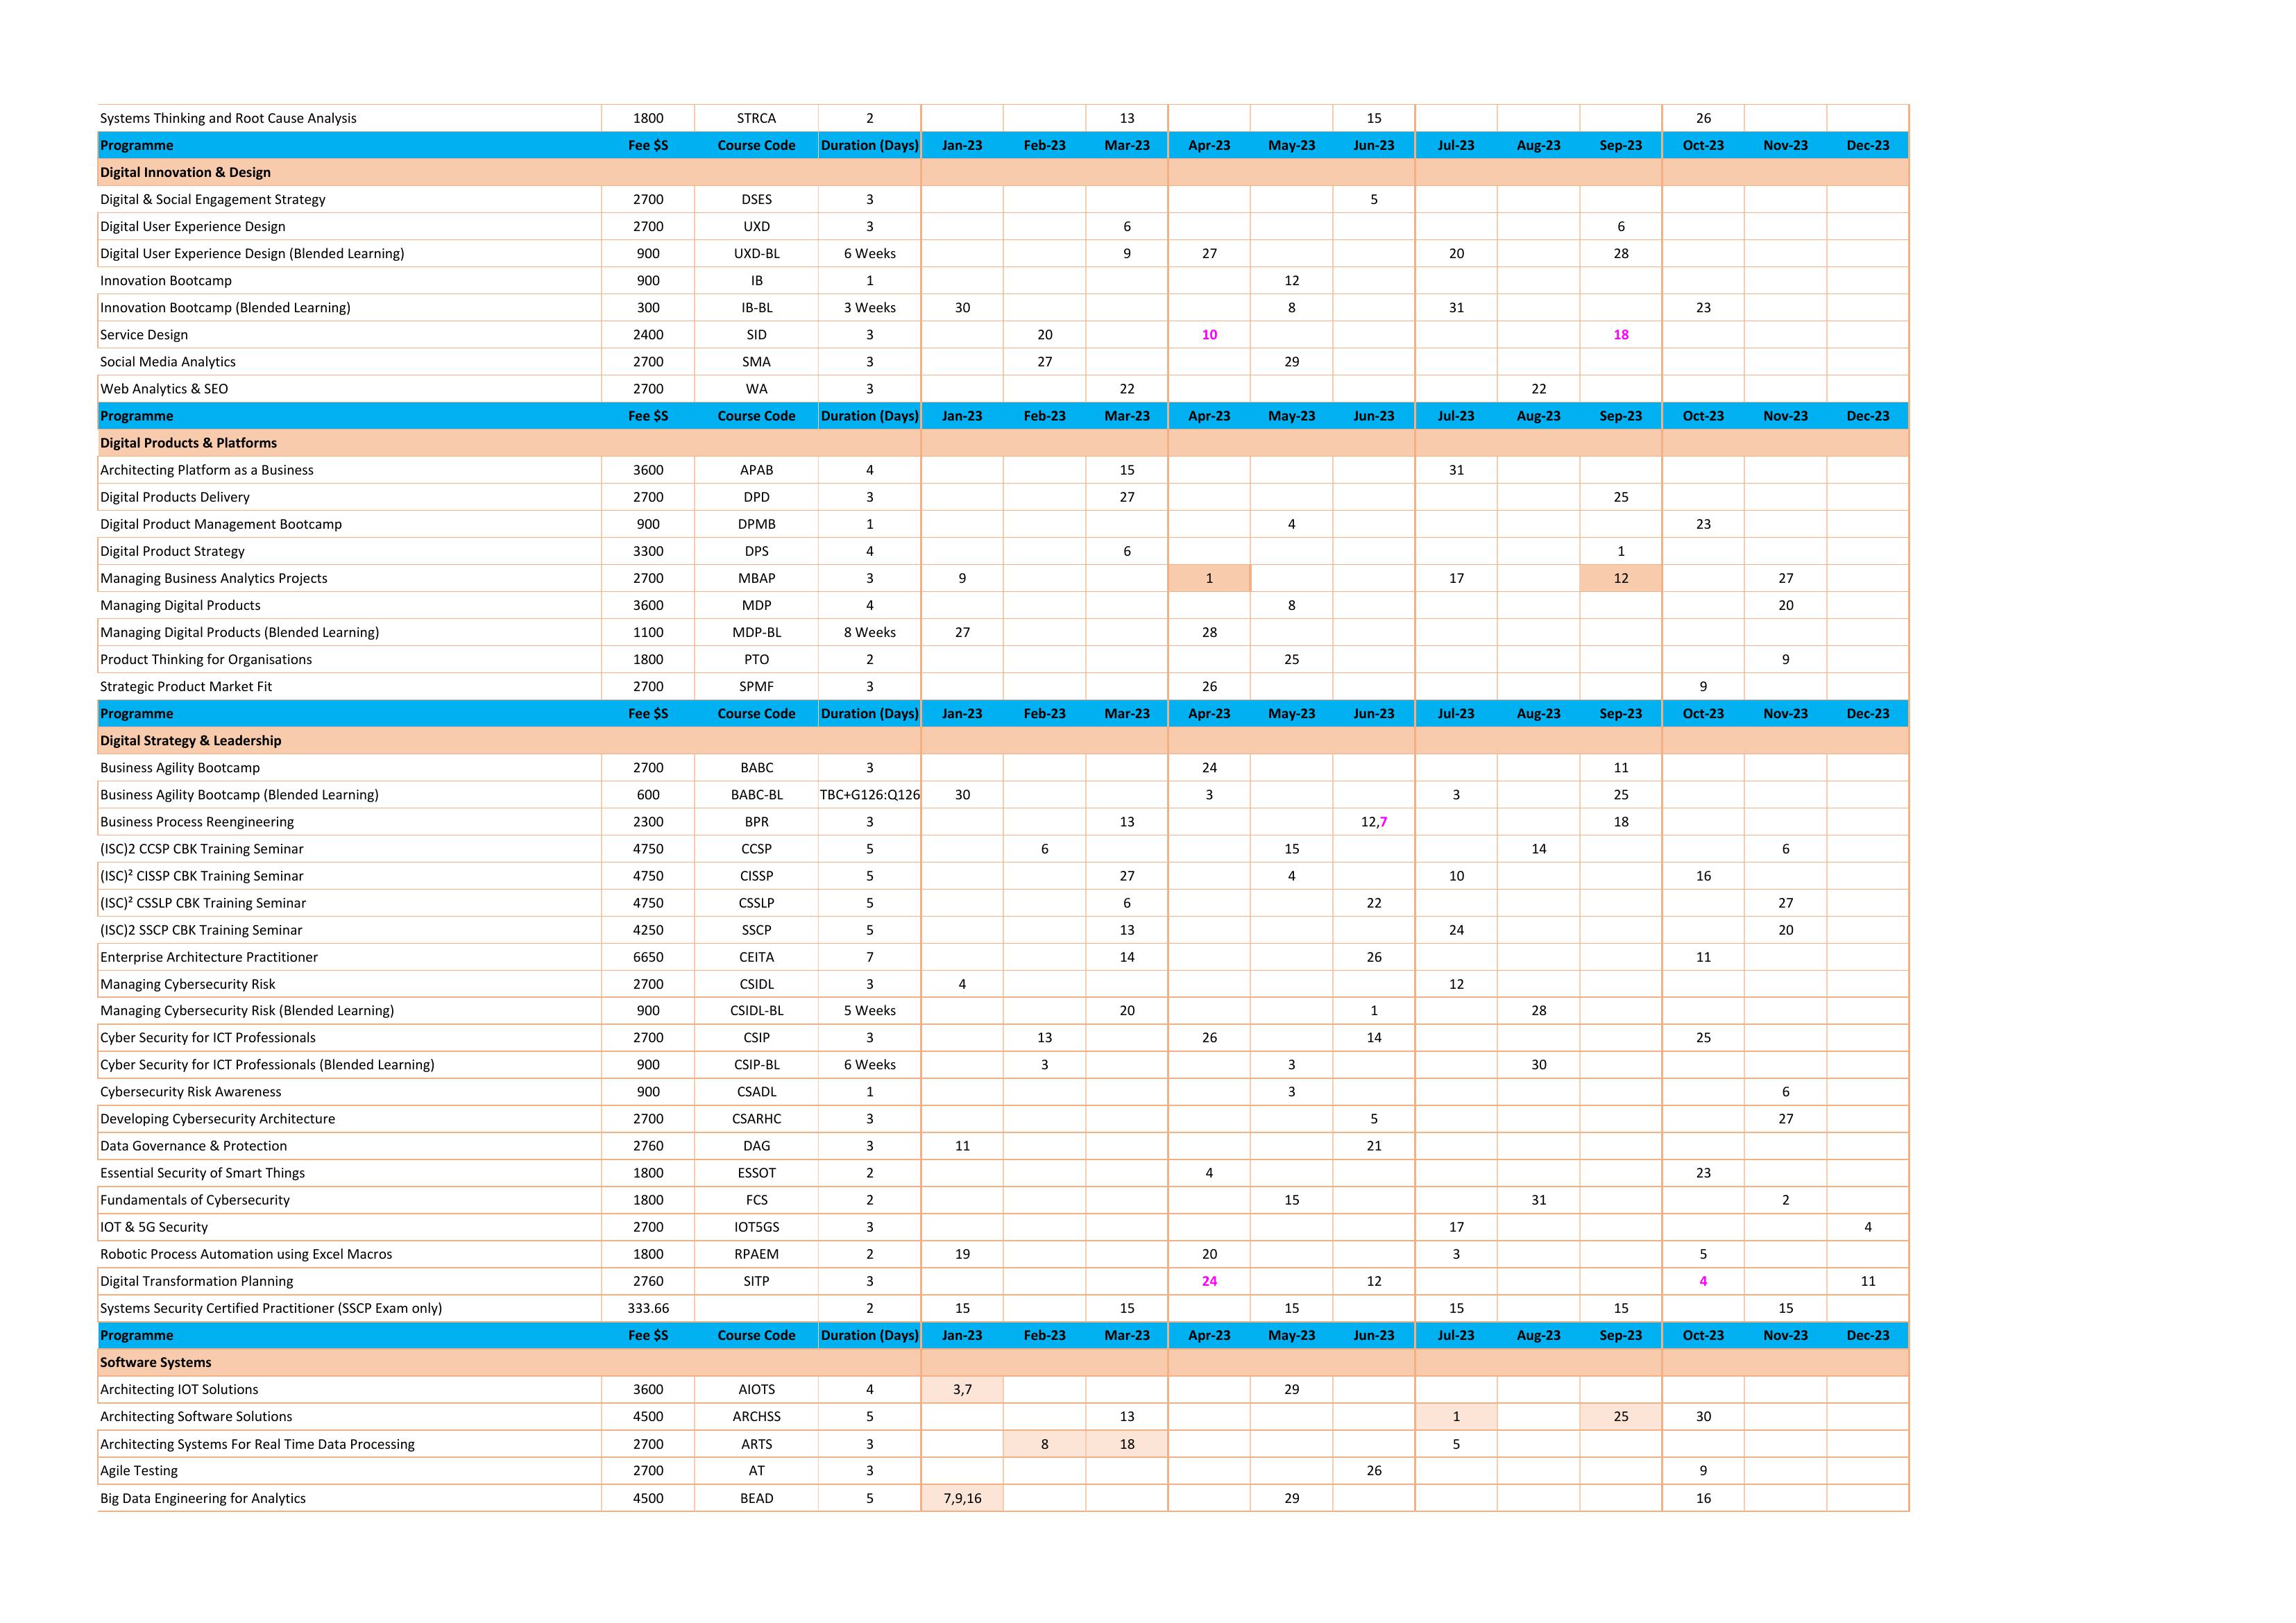 Systems Thinking and Root Cause Analysis 1800 STRCA 2 13 15 26
Programme Fee $S Course Code Duration (Days) Jan-23 Feb-23 Mar-23 Apr-23 May-23 Jun-23 Jul-23 Aug-23 Sep-23 Oct-23 Nov-23 Dec-23
Digital Innovation & Design
Digital & Social Engagement Strategy 2700 DSES 3 5
Digital User Experience Design 2700 UXD 3 6 6
Digital User Experience Design (Blended Learning) 900 UXD-BL 6 Weeks 9 27 20 28
Innovation Bootcamp 900 IB 1 12
Innovation Bootcamp (Blended Learning) 300 IB-BL 3 Weeks 30 8 31 23
Service Design 2400 SID 3 20 10 18
Social Media Analytics 2700 SMA 3 27 29
Web Analytics & SEO 2700 WA 3 22 22
Programme Fee $S Course Code Duration (Days) Jan-23 Feb-23 Mar-23 Apr-23 May-23 Jun-23 Jul-23 Aug-23 Sep-23 Oct-23 Nov-23 Dec-23
Digital Products & Platforms
Architecting Platform as a Business 3600 APAB 4 15 31
Digital Products Delivery 2700 DPD 3 27 25
Digital Product Management Bootcamp 900 DPMB 1 4 23
Digital Product Strategy 3300 DPS 4 6 1
Managing Business Analytics Projects 2700 MBAP 3 9 1 17 12 27
Managing Digital Products 3600 MDP 4 8 20
Managing Digital Products (Blended Learning) 1100 MDP-BL 8 Weeks 27 28
Product Thinking for Organisations 1800 PTO 2 25 9
Strategic Product Market Fit 2700 SPMF 3 26 9
Programme Fee $S Course Code Duration (Days) Jan-23 Feb-23 Mar-23 Apr-23 May-23 Jun-23 Jul-23 Aug-23 Sep-23 Oct-23 Nov-23 Dec-23
Digital Strategy & Leadership
Business Agility Bootcamp 2700 BABC 3 24 11
Business Agility Bootcamp (Blended Learning) 600 BABC-BL TBC+G126:Q126 30 3 3 25
Business Process Reengineering 2300 BPR 3 13 12,7 18
(ISC)2 CCSP CBK Training Seminar 4750 CCSP 5 6 15 14 6
(ISC)² CISSP CBK Training Seminar 4750 CISSP 5 27 4 10 16
(ISC)² CSSLP CBK Training Seminar 4750 CSSLP 5 6 22 27
(ISC)2 SSCP CBK Training Seminar 4250 SSCP 5 13 24 20
Enterprise Architecture Practitioner 6650 CEITA 7 14 26 11
Managing Cybersecurity Risk 2700 CSIDL 3 4 12
Managing Cybersecurity Risk (Blended Learning) 900 CSIDL-BL 5 Weeks 20 1 28
Cyber Security for ICT Professionals 2700 CSIP 3 13 26 14 25
Cyber Security for ICT Professionals (Blended Learning) 900 CSIP-BL 6 Weeks 3 3 30
Cybersecurity Risk Awareness 900 CSADL 1 3 6
Developing Cybersecurity Architecture 2700 CSARHC 3 5 27
Data Governance & Protection 2760 DAG 3 11 21
Essential Security of Smart Things 1800 ESSOT 2 4 23
Fundamentals of Cybersecurity 1800 FCS 2 15 31 2
IOT & 5G Security 2700 IOT5GS 3 17 4
Robotic Process Automation using Excel Macros 1800 RPAEM 2 19 20 3 5
Digital Transformation Planning 2760 SITP 3 24 12 4 11
Systems Security Certified Practitioner (SSCP Exam only) 333.66 2 15 15 15 15 15 15
Programme Fee $S Course Code Duration (Days) Jan-23 Feb-23 Mar-23 Apr-23 May-23 Jun-23 Jul-23 Aug-23 Sep-23 Oct-23 Nov-23 Dec-23
Software Systems
Architecting IOT Solutions 3600 AIOTS 4 3,7 29
Architecting Software Solutions 4500 ARCHSS 5 13 1 25 30
Architecting Systems For Real Time Data Processing 2700 ARTS 3 8 18 5
Agile Testing 2700 AT 3 26 9
Big Data Engineering for Analytics 4500 BEAD 5 7,9,16 29 16